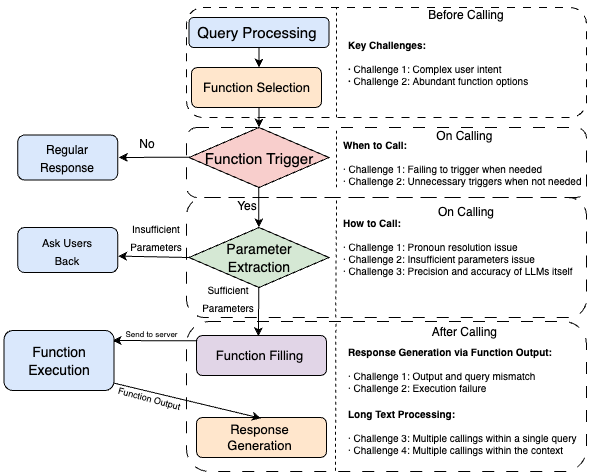 Before Calling
Query Processing
Key Challenges:
· Challenge 1: Complex user intent
· Challenge 2: Abundant function options
Function Selection
On Calling
No
Regular
Response
Function Trigger
When to Call:
· Challenge 1: Failing to trigger when needed
· Challenge 2: Unnecessary triggers when not needed
Yes
On Calling
Insufficient
Parameters
Ask Users
Back
Parameter
Extraction
How to Call:
· Challenge 1: Pronoun resolution issue
· Challenge 2: Insufficient parameters issue
· Challenge 3: Precision and accuracy of LLMs itself
Sufficient
Parameters
After Calling
Send to server
Function
Execution
Function Filling
Response Generation via Function Output:
· Challenge 1: Output and query mismatch
· Challenge 2: Execution failure
Function Output
Response
Generation
Long Text Processing:
· Challenge 3: Multiple callings within a single query
· Challenge 4: Multiple callings within the context